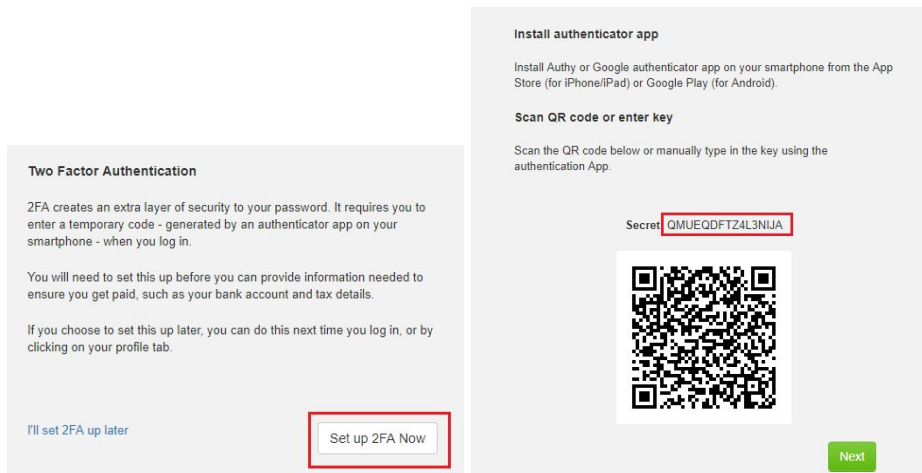 Two Factor Authentication
2FA creates an extra layer of security to your password. It requires you to
enter a temporary code - generated by an authenticator app on your
smartphone - when you log in.
You will need to set this up before you can provide information needed to
ensure you get paid, such as your bank account and tax details.
If you choose to set this up later, you can do this next time you log in, or by
clicking on your profile tab.
I'll set 2FA up later
Set up 2FA Now
Install authenticator app
Install Authy or Google authenticator app on your smartphone from the App
Store (for iPhone/iPad) or Google Play (for Android).
Scan QR code or enter key
Scan the QR code below or manually type in the key using the
authentication App.
Secret QMUEQDFTZ4L3NIJA
Next